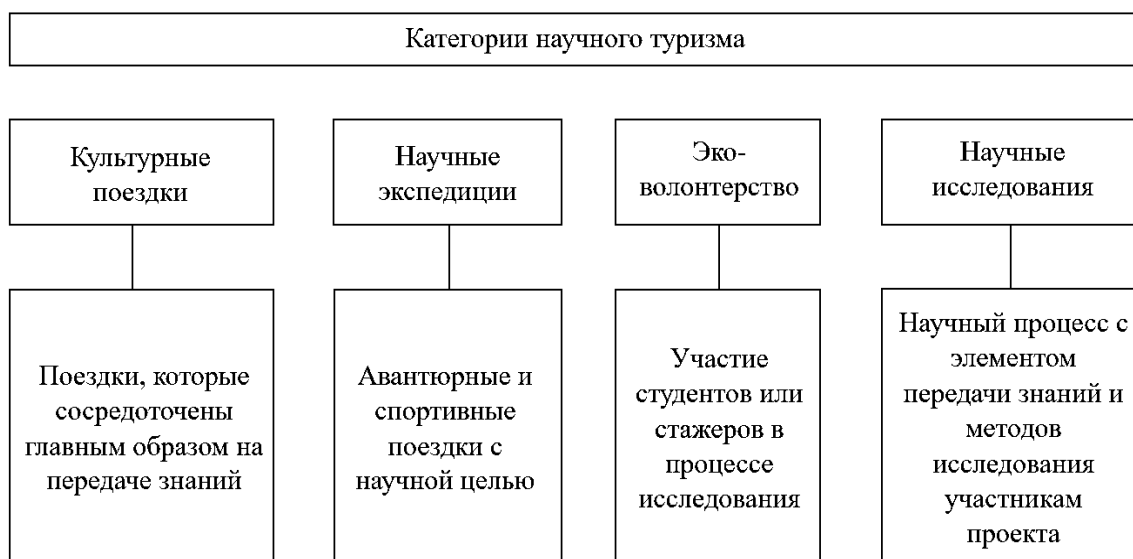 Категории научного туризма
Культурные
поездки
Научные
экспедиции
Эко-
волонтерство
Научные
исследования
Поездки, которые
сосредоточены
главным образом на
передаче знаний
Авантюрные и
спортивные
поездки с
научной целью
Участие
студентов или
стажеров в
процессе
исследования
Научный процесс с
элементом
передачи знаний и
методов
исследования
участникам
проекта